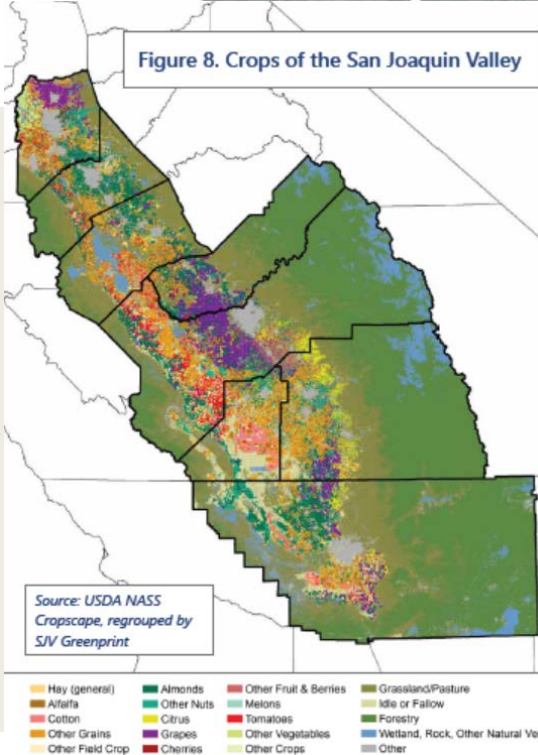 Figure 8. Crops of the San Joaquin Valley
Source: USDA NASS
Cropscape, regrouped by
SJV Greenprint
Hay (general)
Alfalfa
Cotton
Other Grains
Other Field Crop
Almonds
Other Nuts
Citrus
Grapes
Cherries
Other Fruit & Berries
Melons
Tomatoes
Other Vegetables
Other Crops
Grassland/Pasture
Idle or Fallow
Forestry
Wetland, Rock, Other Natural Ve
Other